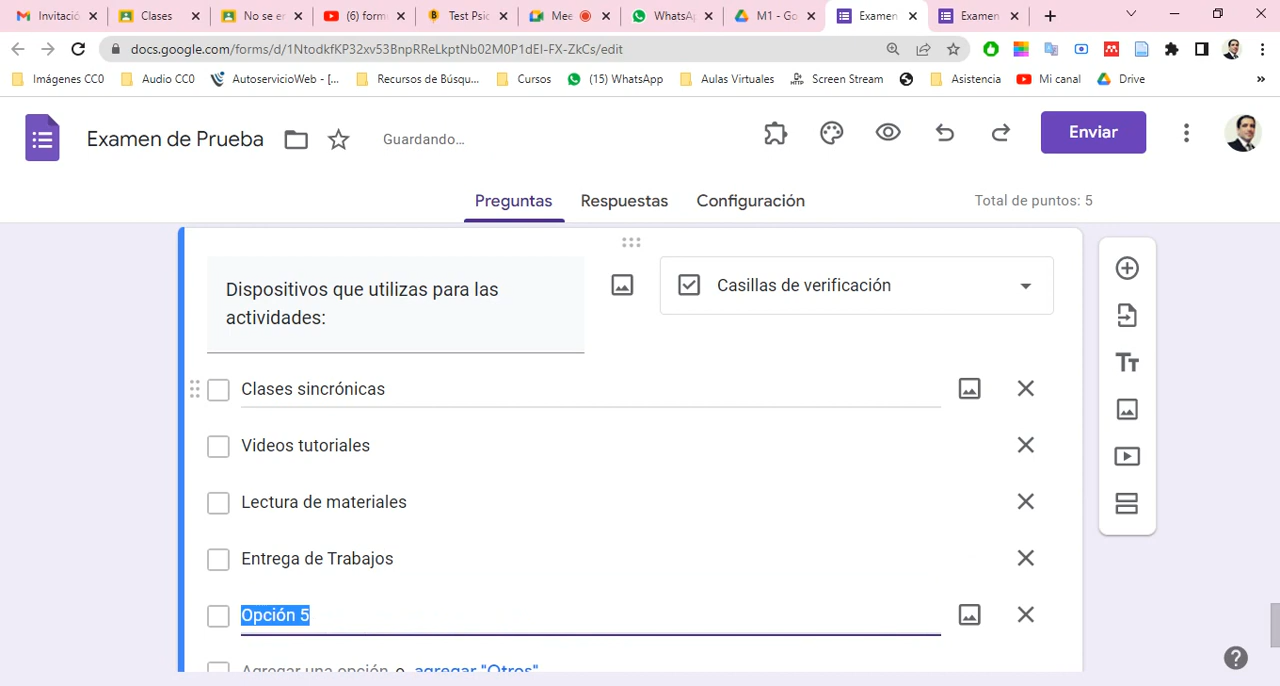 Invitació
Clases
No se er
(6) form
Test Psic
Mee
WhatsA
M1 - Go
Examen
Examen
docs.google.com/forms/d/1NtodkfKP32xv53BnpRReLkptNb02M0P1dEI-FX-ZkCs/edit
Imágenes CC0
Audio CC0
AutoservicioWeb - [...
Recursos de Búsqu...
Cursos
(15) WhatsApp
Aulas Virtuales
Screen Stream
Asistencia
Mi canal
Drive
»
Examen de Prueba
Guardando...
Enviar
Preguntas
Respuestas
Configuración
Total de puntos: 5
Dispositivos que utilizas para las
actividades:
Casillas de verificación
Clases sincrónicas
Videos tutoriales
Lectura de materiales
Entrega de Trabajos
Opción 5
Agregar una opción o agregar "Otros"